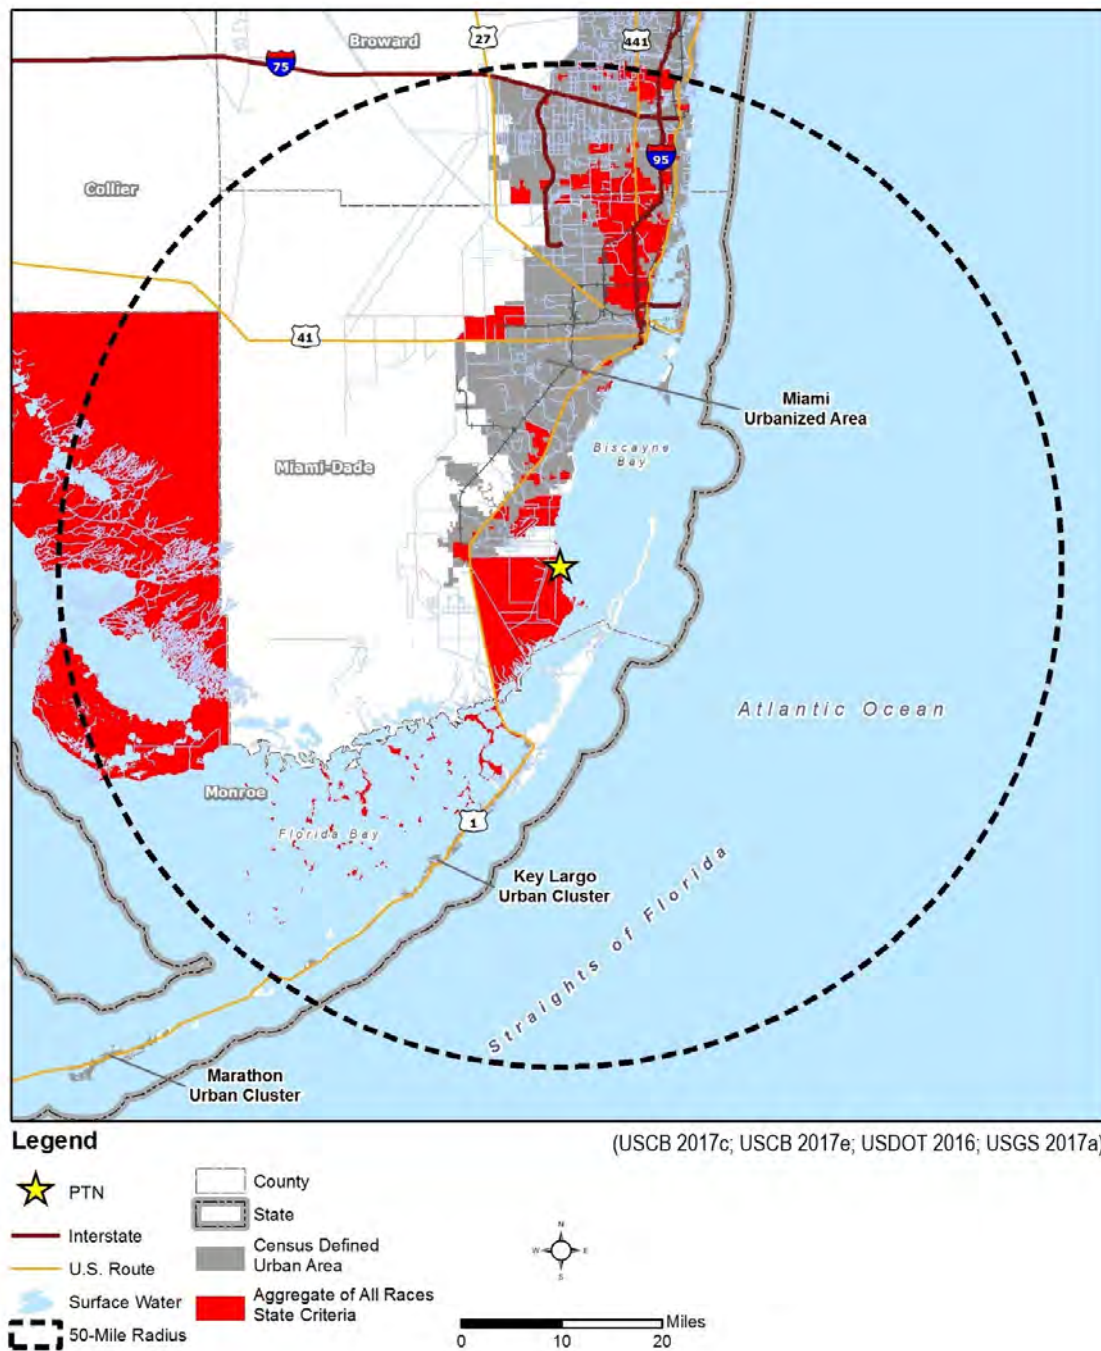 Broward
27
441
75
95
Collier
41
Miami
Urbanized Area
Biscayne
Bay
Miami-Dade
Atlantic Ocean
Monroe
Florida Bay
1
Key Largo
Urban Cluster
Straights of Florida
Marathon
Urban Cluster
Legend
(USCB 2017c; USCB 2017e; USDOT 2016; USGS 2017a)
PTN
Interstate
U.S. Route
Surface Water
50-Mile Radius
County
State
Census Defined
Urban Area
Aggregate of All Races
State Criteria
N
W E
S
Miles
0 10 20